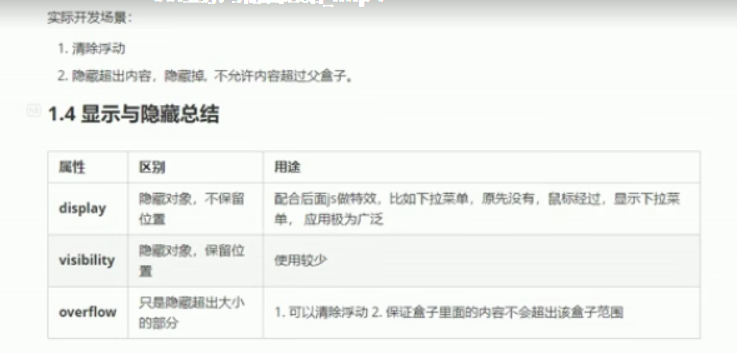 实际开发场景：
1. 清除浮动
2. 隐藏超出内容，隐藏掉, 不允许内容超过父盒子。
1.4 显示与隐藏总结
属性 区别 用途
display 隐藏对象，不保留位置 配合后面js做特效，比如下拉菜单，原先没有，鼠标经过，显示下拉菜单， 应用极为广泛
visibility 隐藏对象，保留位置 使用较少
overflow 只是隐藏超出大小的部分 1. 可以清除浮动 2. 保证盒子里面的内容不会超出该盒子范围